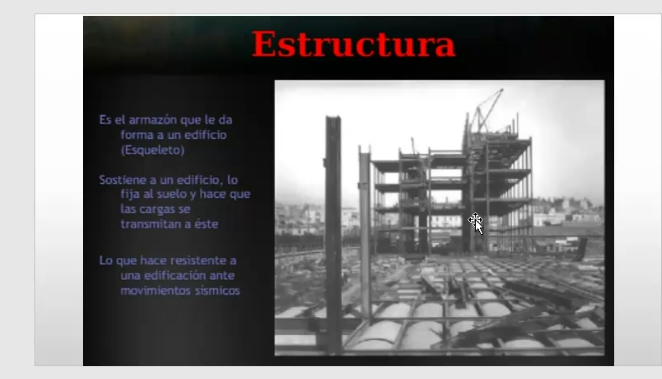 Estructura
Es el armazón que le da
forma a un edificio
(Esqueleto)
Sostiene a un edificio, lo
fija al suelo y hace que
las cargas se
transmitan a éste
Lo que hace resistente a
una edificación ante
movimientos sísmicos